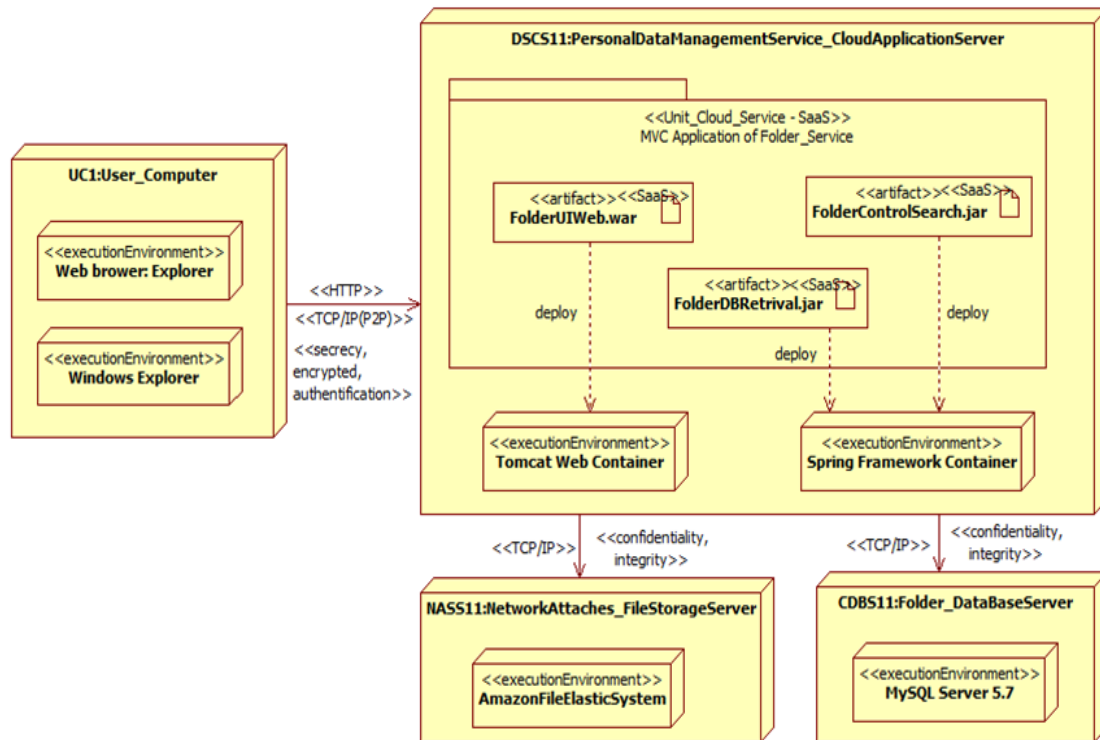 DSCS11:PersonalDataManagementService_CloudApplicationServer
<<Unit_Cloud_Service - SaaS>>
MVC Application of Folder_Service
<<artifact>> <<SaaS>>
FolderUIWeb.war
<<artifact>> <<SaaS>>
FolderControlSearch.jar
<<artifact>> <<SaaS>>
FolderDBRetrival.jar
deploy
deploy
deploy
<<executionEnvironment>>
Tomcat Web Container
<<executionEnvironment>>
Spring Framework Container
UC1:User_Computer
<<executionEnvironment>>
Web brower: Explorer
<<executionEnvironment>>
Windows Explorer
<<HTTP>>
<<TCP/IP(P2P)>>
<<secrecy,
encrypted,
authentification>>
<<TCP/IP>>
<<confidentiality,
integrity>>
<<TCP/IP>>
<<confidentiality,
integrity>>
NASS11:NetworkAttaches_FileStorageServer
<<executionEnvironment>>
AmazonFileElasticSystem
CDBS11:Folder_DataBaseServer
<<executionEnvironment>>
MySQL Server 5.7